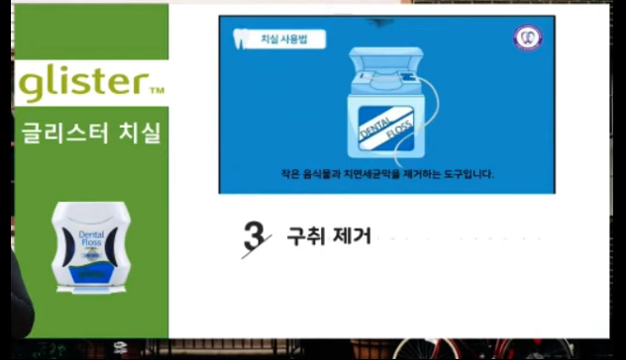 glister™
글리스터 치실
Dental
Floss
치실 사용법
DENTAL
FLOSS
작은 음식물과 치면세균막을 제거하는 도구입니다.
3 구취 제거